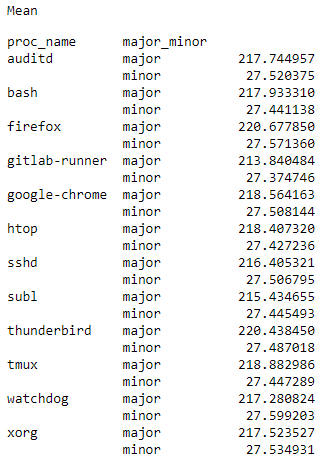 Mean
proc_name major_minor
auditd major 217.744957
minor 27.520375
bash major 217.933310
minor 27.441138
firefox major 220.677850
minor 27.571360
gitlab-runner major 213.840484
minor 27.374746
google-chrome major 218.564163
minor 27.508144
htop major 218.407320
minor 27.427236
sshd major 216.405321
minor 27.506795
subl major 215.434655
minor 27.445493
thunderbird major 220.438450
minor 27.487018
tmux major 218.882986
minor 27.447289
watchdog major 217.280824
minor 27.599203
xorg major 217.523527
minor 27.534931